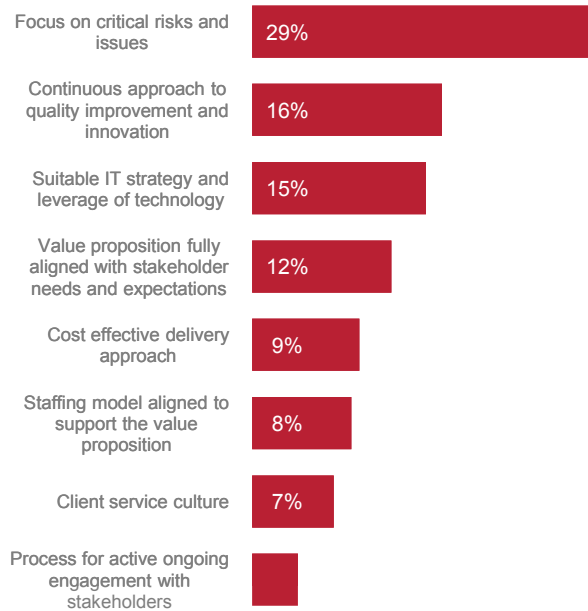 Focus on critical risks and
issues
29%
Continuous approach to
quality improvement and
innovation
16%
Suitable IT strategy and
leverage of technology
15%
Value proposition fully
aligned with stakeholder
needs and expectations
12%
Cost effective delivery
approach
9%
Staffing model aligned to
support the value
proposition
8%
Client service culture
7%
Process for active ongoing
engagement with
stakeholders